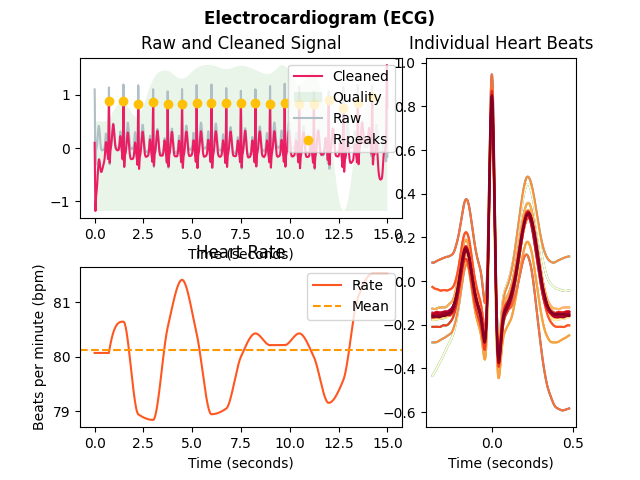 Electrocardiogram (ECG)
Raw and Cleaned Signal
Individual Heart Beats
Cleaned
Quality
Raw
R-peaks
1
0
−1
0.0 2.5 5.0 7.5 10.0 12.5 15.0
Time (seconds)
Heart Rate
Rate
Mean
Beats per minute (bpm)
81
80
79
0.0 2.5 5.0 7.5 10.0 12.5 15.0
Time (seconds)
1.0
0.8
0.6
0.4
0.2
0.0
−0.2
−0.4
−0.6
0.0 0.5
Time (seconds)